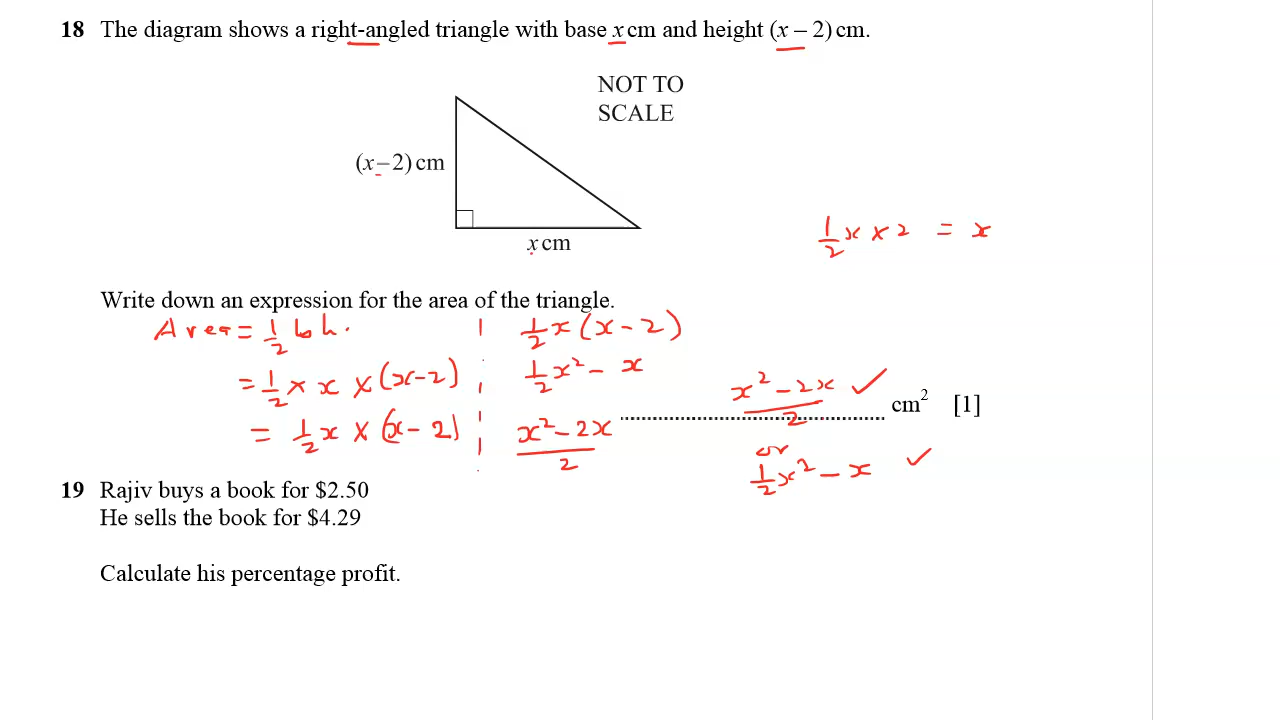 18 The diagram shows a right-angled triangle with base x cm and height (x – 2) cm.
NOT TO
SCALE
(x – 2) cm
x cm
1/2 x × 2 = x
Write down an expression for the area of the triangle.
Area = 1/2 bh.
= 1/2 × x × (x – 2)
= 1/2 x × (x – 2)
1/2 x (x – 2)
1/2 x² – x
x² – 2x / 2
x² – 2x / 2 ✓
cm² [1]
or
1/2 x² – x ✓
19 Rajiv buys a book for $2.50
He sells the book for $4.29
Calculate his percentage profit.